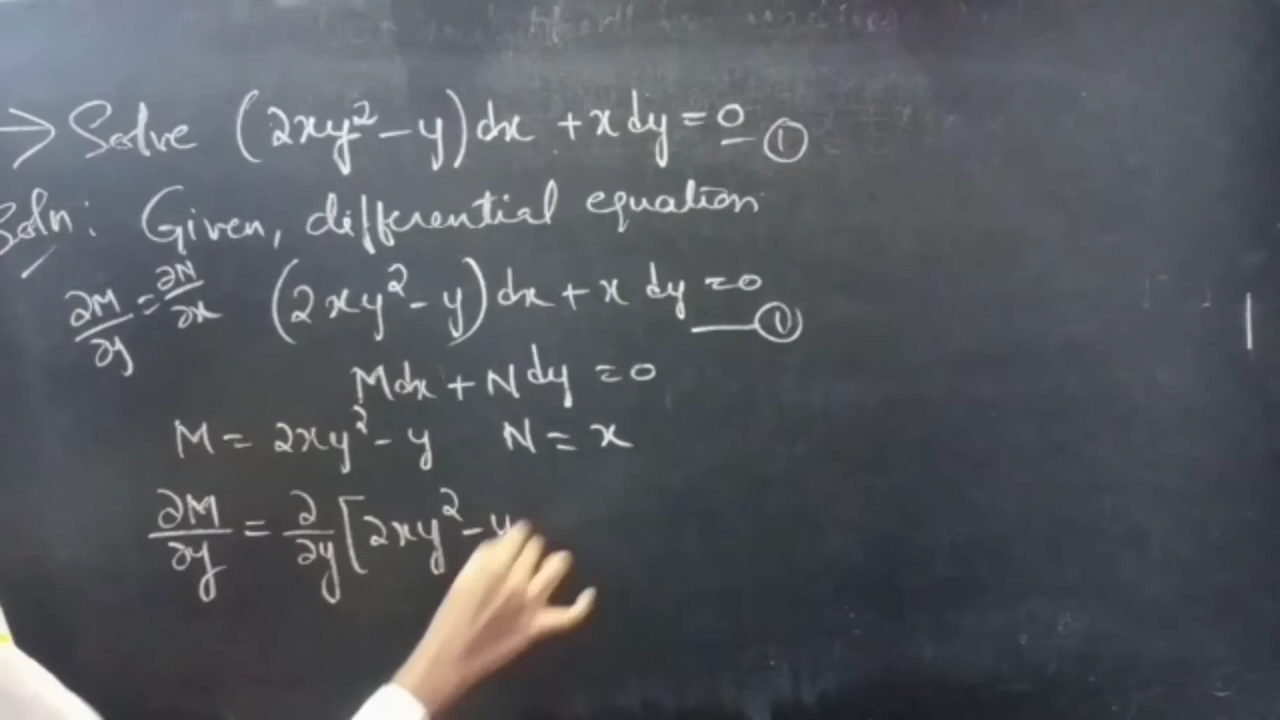 → Solve (2xy² - y)dx + x dy = 0 — ①
Soln: Given, differential equation
∂M/∂y = ∂N/∂x (2xy² - y)dx + x dy = 0 — ①
Mdx + Ndy = 0
M = 2xy² - y N = x
∂M/∂y = ∂/∂y [2xy² - y